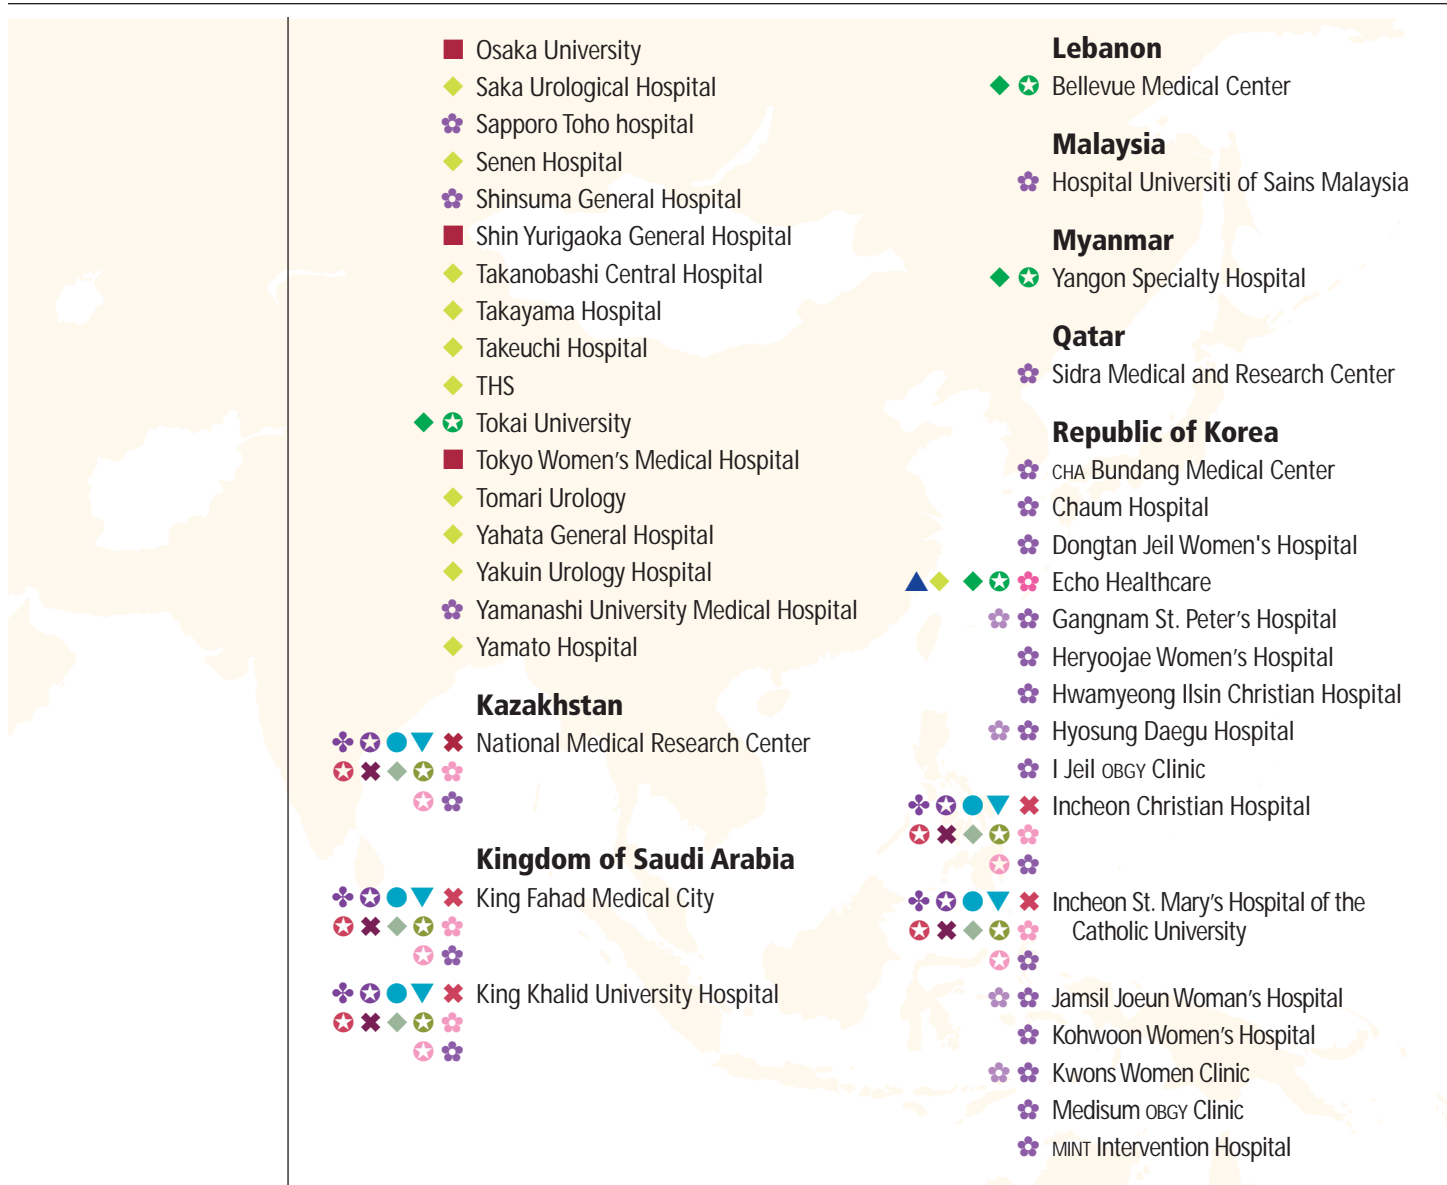 Osaka University
Saka Urological Hospital
Sapporo Toho hospital
Senen Hospital
Shinsuma General Hospital
Shin Yurigaoka General Hospital
Takanobashi Central Hospital
Takayama Hospital
Takeuchi Hospital
THS
Tokai University
Tokyo Women's Medical Hospital
Tomari Urology
Yahata General Hospital
Yakuin Urology Hospital
Yamanashi University Medical Hospital
Yamato Hospital
Kazakhstan
National Medical Research Center
Kingdom of Saudi Arabia
King Fahad Medical City
King Khalid University Hospital
Lebanon
Bellevue Medical Center
Malaysia
Hospital Universiti of Sains Malaysia
Myanmar
Yangon Specialty Hospital
Qatar
Sidra Medical and Research Center
Republic of Korea
CHA Bundang Medical Center
Chaum Hospital
Dongtan Jeil Women's Hospital
Echo Healthcare
Gangnam St. Peter's Hospital
Heryoojae Women's Hospital
Hwamyeong Ilsin Christian Hospital
Hyosung Daegu Hospital
I Jeil OBGY Clinic
Incheon Christian Hospital
Incheon St. Mary's Hospital of the
Catholic University
Jamsil Joeun Woman's Hospital
Kohwoon Women's Hospital
Kwons Women Clinic
Medisum OBGY Clinic
MINT Intervention Hospital